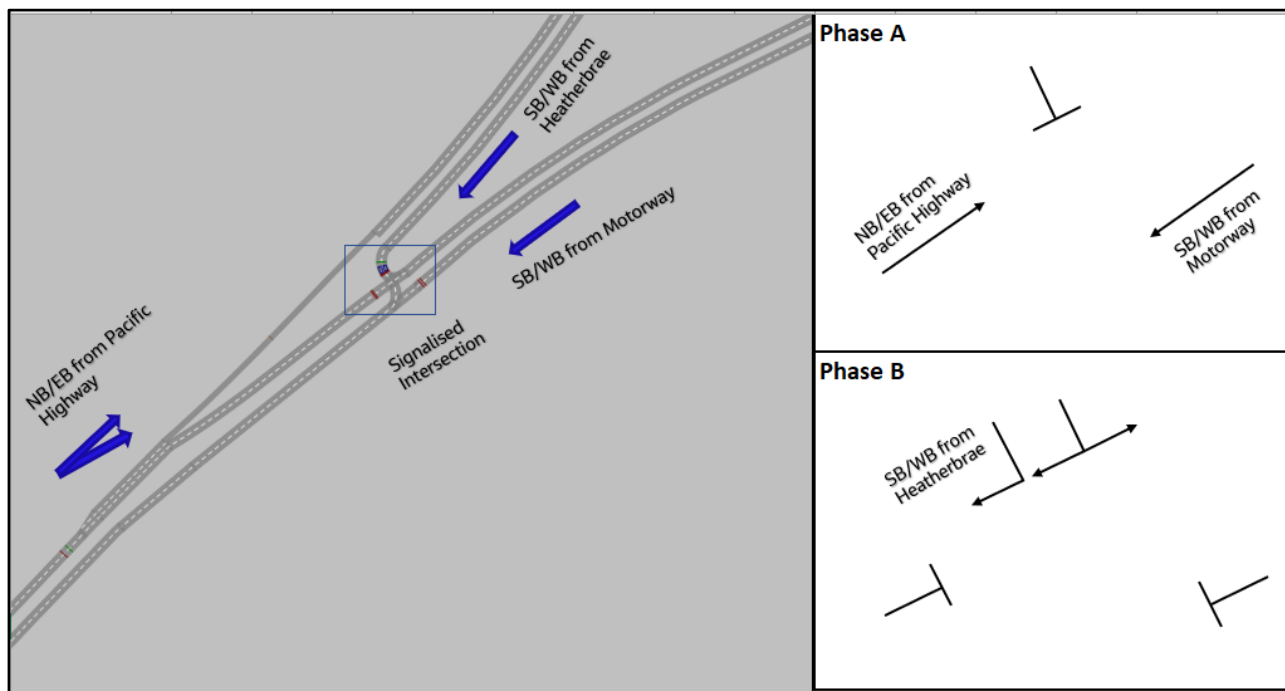 SB/WB from
Heatherbrae
SB/WB from Motorway
NB/EB from Pacific
Highway
Signalised
Intersection
Phase A
NB/EB from
Pacific Highway
SB/WB from
Motorway
Phase B
SB/WB from
Heatherbrae